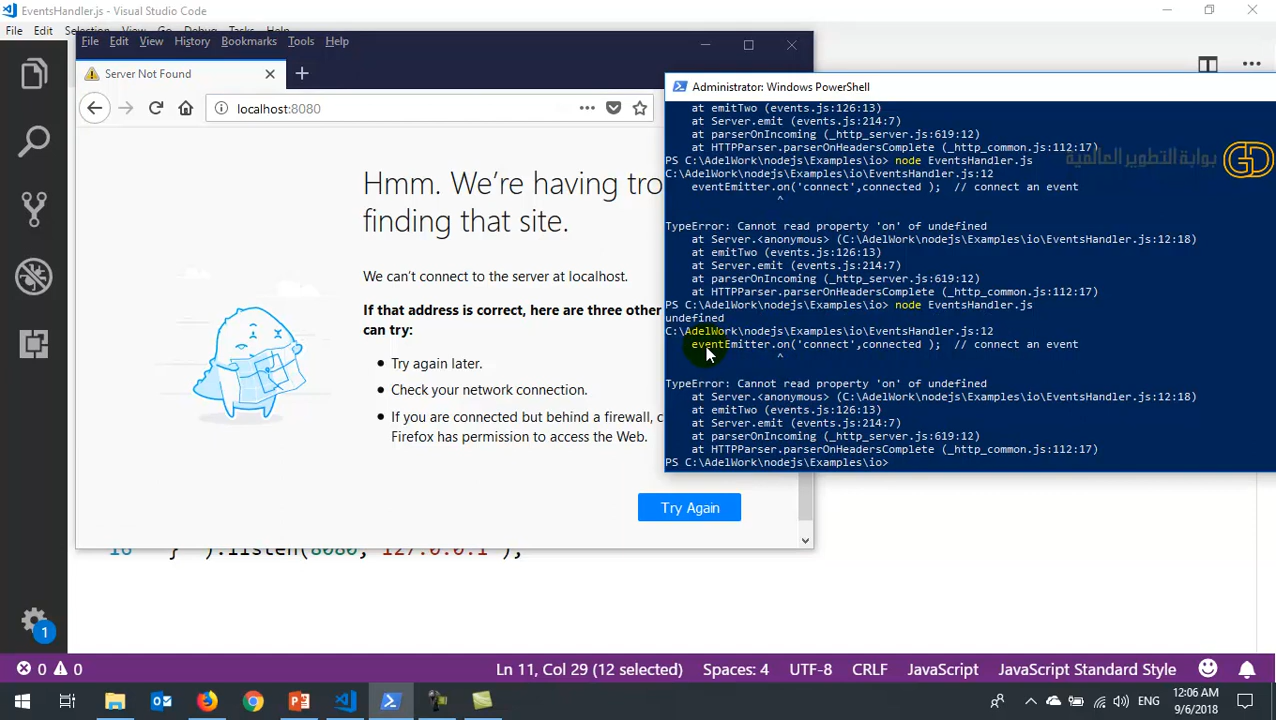 EventsHandler.js - Visual Studio Code
File Edit Selection View Go Debug Tasks Help
File Edit View History Bookmarks Tools Help
Server Not Found
localhost:8080
Hmm. We're having tro
finding that site.
We can't connect to the server at localhost.
If that address is correct, here are three other
can try:
Try again later.
Check your network connection.
If you are connected but behind a firewall, c
Firefox has permission to access the Web.
Try Again
Administrator: Windows PowerShell
at emitTwo (events.js:126:13)
at Server.emit (events.js:214:7)
at parserOnIncoming (_http_server.js:619:12)
at HTTPParser.parserOnHeadersComplete (_http_common.js:112:17)
PS C:\AdelWork\nodejs\Examples\io> node EventsHandler.js
C:\AdelWork\nodejs\Examples\io\EventsHandler.js:12
eventEmitter.on('connect',connected ); // connect an event
^
TypeError: Cannot read property 'on' of undefined
at Server.<anonymous> (C:\AdelWork\nodejs\Examples\io\EventsHandler.js:12:18)
at emitTwo (events.js:126:13)
at Server.emit (events.js:214:7)
at parserOnIncoming (_http_server.js:619:12)
at HTTPParser.parserOnHeadersComplete (_http_common.js:112:17)
PS C:\AdelWork\nodejs\Examples\io> node EventsHandler.js
undefined
C:\AdelWork\nodejs\Examples\io\EventsHandler.js:12
eventEmitter.on('connect',connected ); // connect an event
^
TypeError: Cannot read property 'on' of undefined
at Server.<anonymous> (C:\AdelWork\nodejs\Examples\io\EventsHandler.js:12:18)
at emitTwo (events.js:126:13)
at Server.emit (events.js:214:7)
at parserOnIncoming (_http_server.js:619:12)
at HTTPParser.parserOnHeadersComplete (_http_common.js:112:17)
PS C:\AdelWork\nodejs\Examples\io>
بوابة التطوير العالمية GD
16 } ).listen(8080, '127.0.0.1');
1
0 0 Ln 11, Col 29 (12 selected) Spaces: 4 UTF-8 CRLF JavaScript JavaScript Standard Style
ENG
12:06 AM
9/6/2018